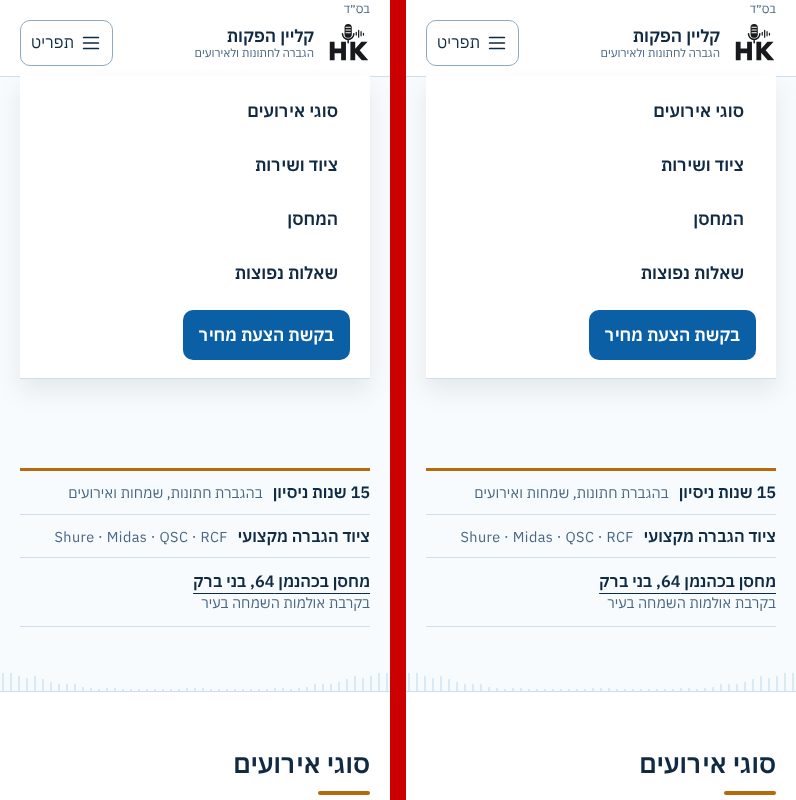 בס״ד
HK
קליין הפקות
הגברה לחתונות ולאירועים
תפריט
סוגי אירועים
ציוד ושירות
המחסן
שאלות נפוצות
בקשת הצעת מחיר
15 שנות ניסיון בהגברת חתונות, שמחות ואירועים
ציוד הגברה מקצועי Shure · Midas · QSC · RCF
מחסן בכהנמן 64, בני ברק
בקרבת אולמות השמחה בעיר
סוגי אירועים
בס״ד
HK
קליין הפקות
הגברה לחתונות ולאירועים
תפריט
סוגי אירועים
ציוד ושירות
המחסן
שאלות נפוצות
בקשת הצעת מחיר
15 שנות ניסיון בהגברת חתונות, שמחות ואירועים
ציוד הגברה מקצועי Shure · Midas · QSC · RCF
מחסן בכהנמן 64, בני ברק
בקרבת אולמות השמחה בעיר
סוגי אירועים